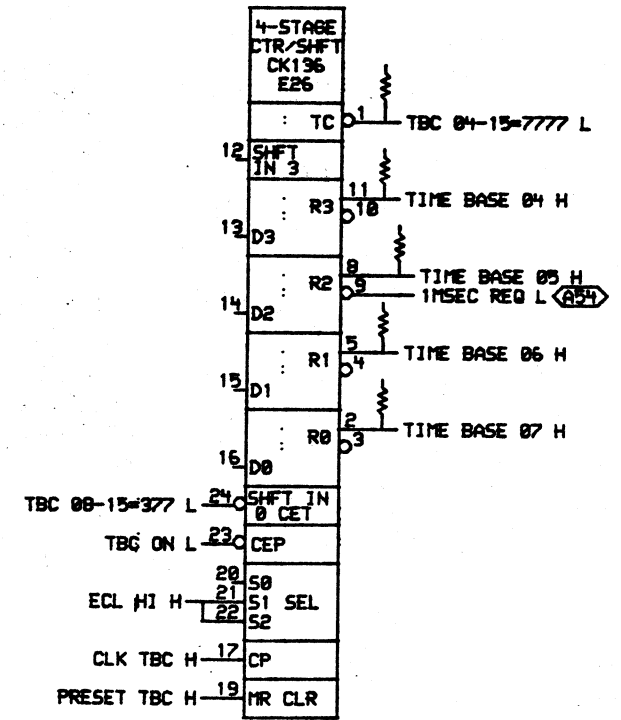 4-STAGE
CTR/SHFT
CK136
E26
: TC 1 TBC 04-15=7777 L
12 SHFT
IN 3
R3 11 TIME BASE 04 H
10
13 D3
R2 8 TIME BASE 05 H
9 1MSEC REQ L A54
14 D2
R1 5 TIME BASE 06 H
4
15 D1
R0 2 TIME BASE 07 H
3
16 D0
TBC 08-15=377 L 24 SHFT IN
0 CET
TBC ON L 23 CEP
20 S0
ECL HI H 21 S1 SEL
22 S2
CLK TBC H 17 CP
PRESET TBC H 19 MR CLR